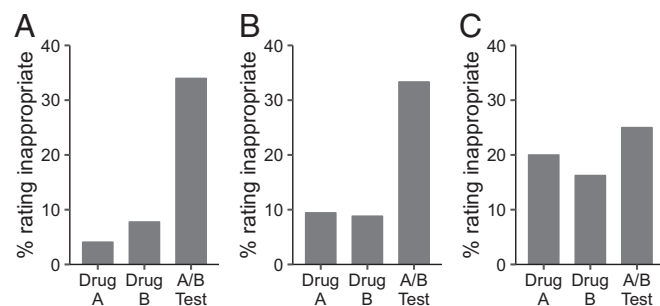 A
% rating inappropriate
40
30
20
10
0
Drug A
Drug B
A/B Test
B
% rating inappropriate
40
30
20
10
0
Drug A
Drug B
A/B Test
C
% rating inappropriate
40
30
20
10
0
Drug A
Drug B
A/B Test